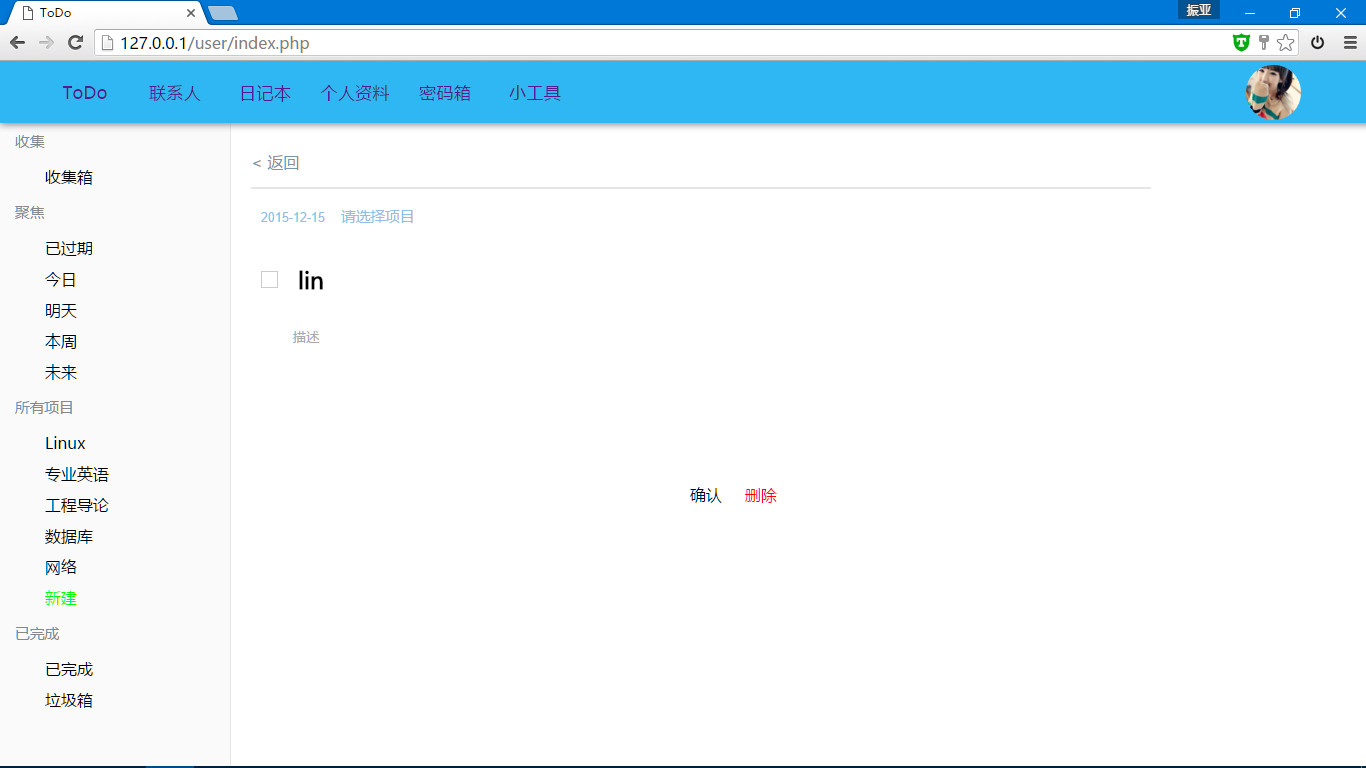 ToDo
振亚
127.0.0.1/user/index.php
ToDo 联系人 日记本 个人资料 密码箱 小工具
收集
收集箱
聚焦
已过期
今日
明天
本周
未来
所有项目
Linux
专业英语
工程导论
数据库
网络
新建
已完成
已完成
垃圾箱
< 返回
2015-12-15 请选择项目
lin
描述
确认 删除